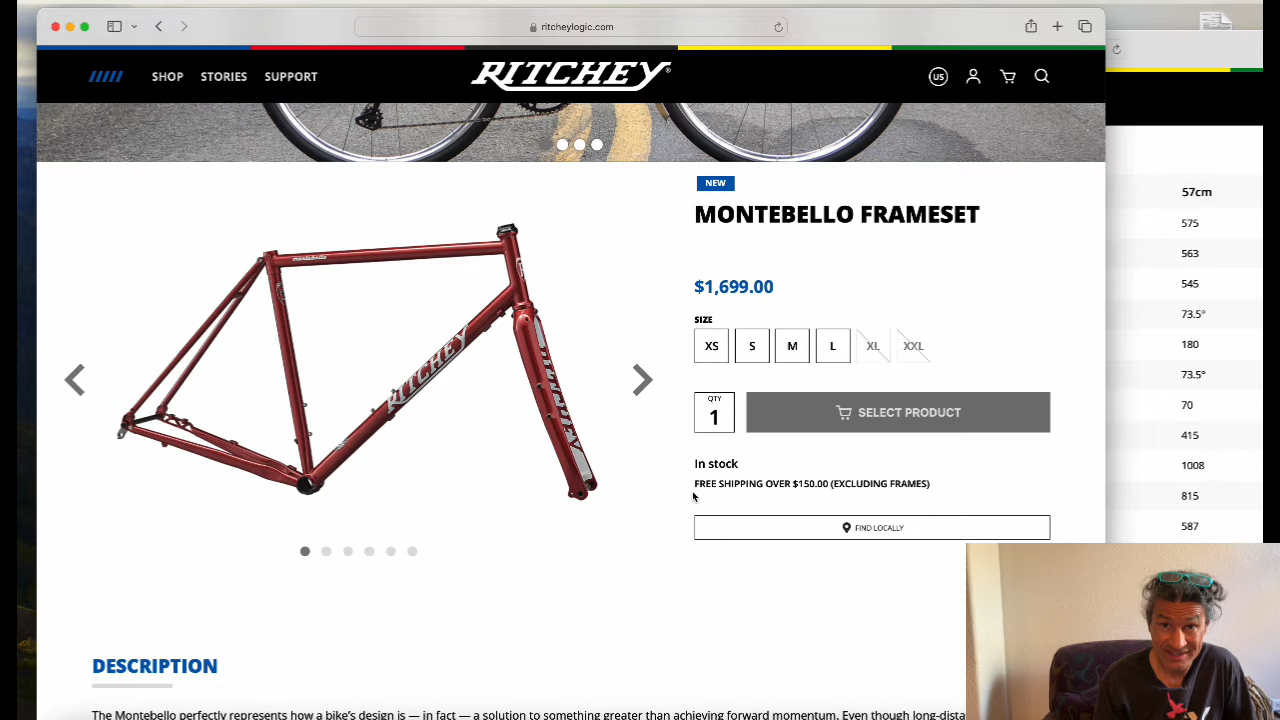 ritcheylogic.com
SHOP STORIES SUPPORT
RITCHEY
US
NEW
MONTEBELLO FRAMESET
$1,699.00
SIZE
XS S M L XL XXL
QTY
1
SELECT PRODUCT
In stock
FREE SHIPPING OVER $150.00 (EXCLUDING FRAMES)
FIND LOCALLY
montebello
RITCHEY
RITCHEY
DESCRIPTION
The Montebello perfectly represents how a bike's design is — in fact — a solution to something greater than achieving forward momentum. Even though long-dista
57cm
575
563
545
73.5°
180
73.5°
70
415
1008
815
587